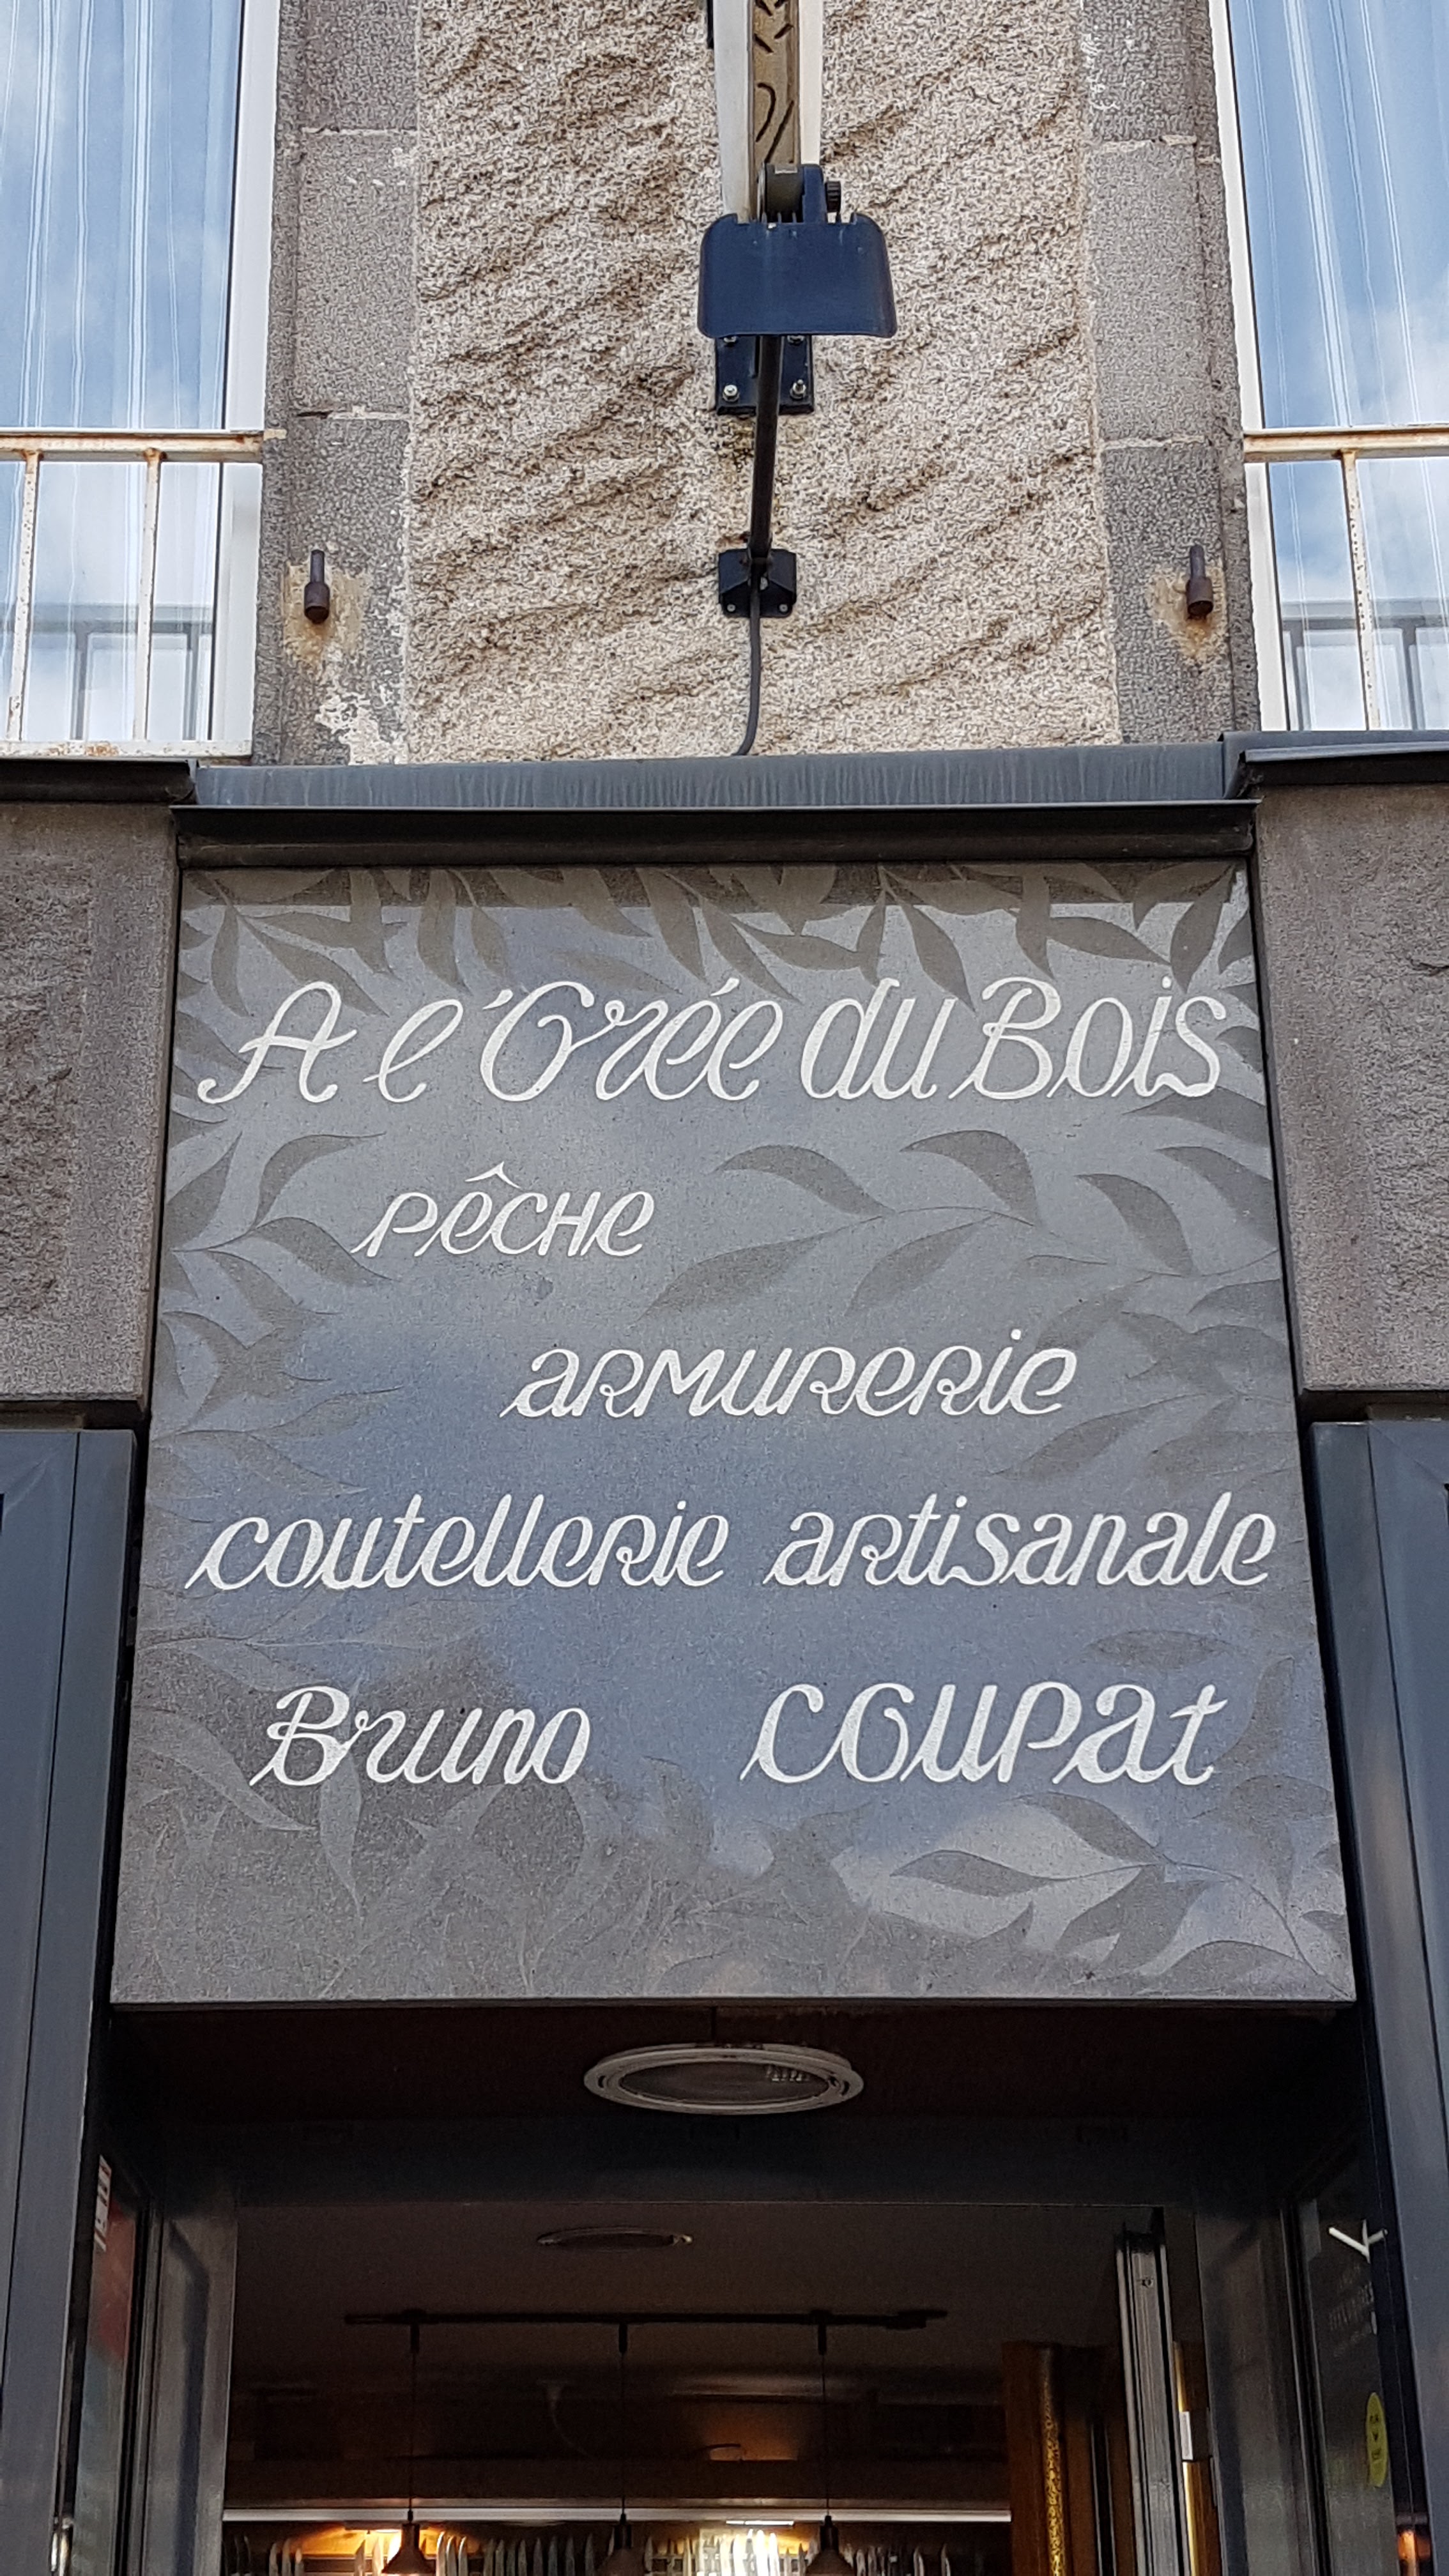 A l'Orée du Bois
pêche
armurerie
coutellerie artisanale
Bruno Coupat